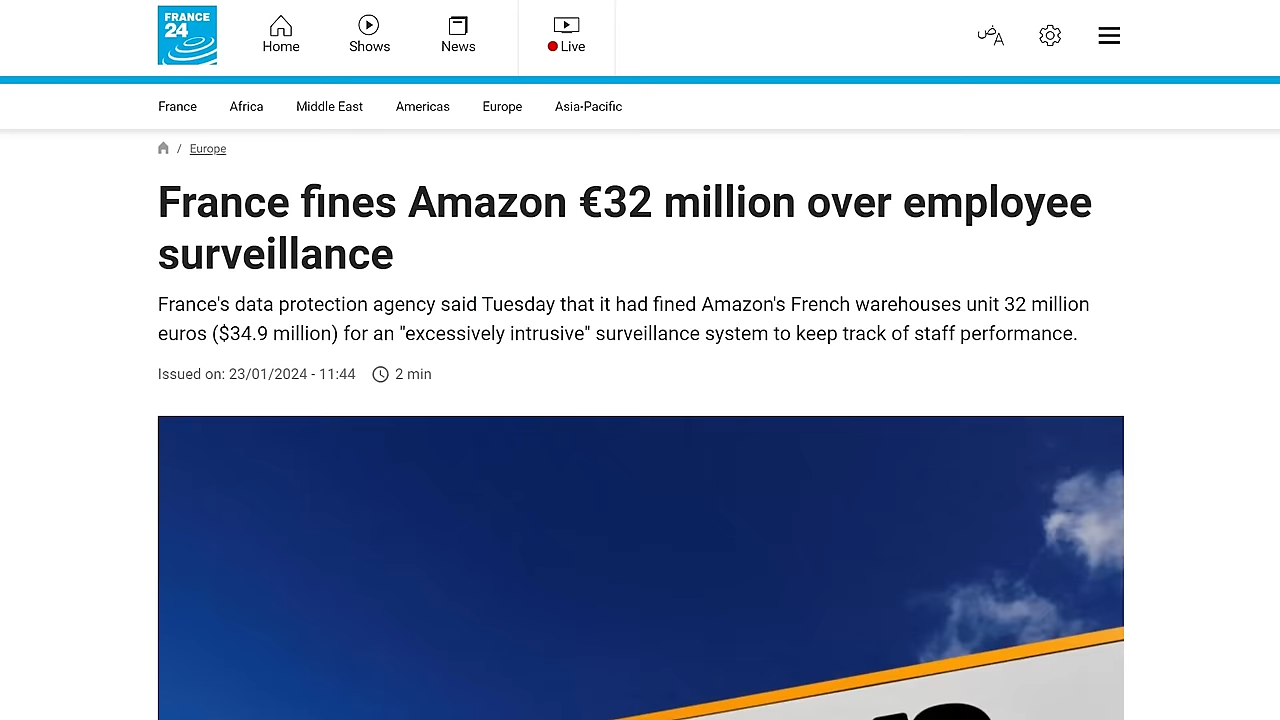 FRANCE
24
Home
Shows
News
Live
France
Africa
Middle East
Americas
Europe
Asia-Pacific
/ Europe
France fines Amazon €32 million over employee
surveillance
France's data protection agency said Tuesday that it had fined Amazon's French warehouses unit 32 million
euros ($34.9 million) for an "excessively intrusive" surveillance system to keep track of staff performance.
Issued on: 23/01/2024 - 11:44
2 min